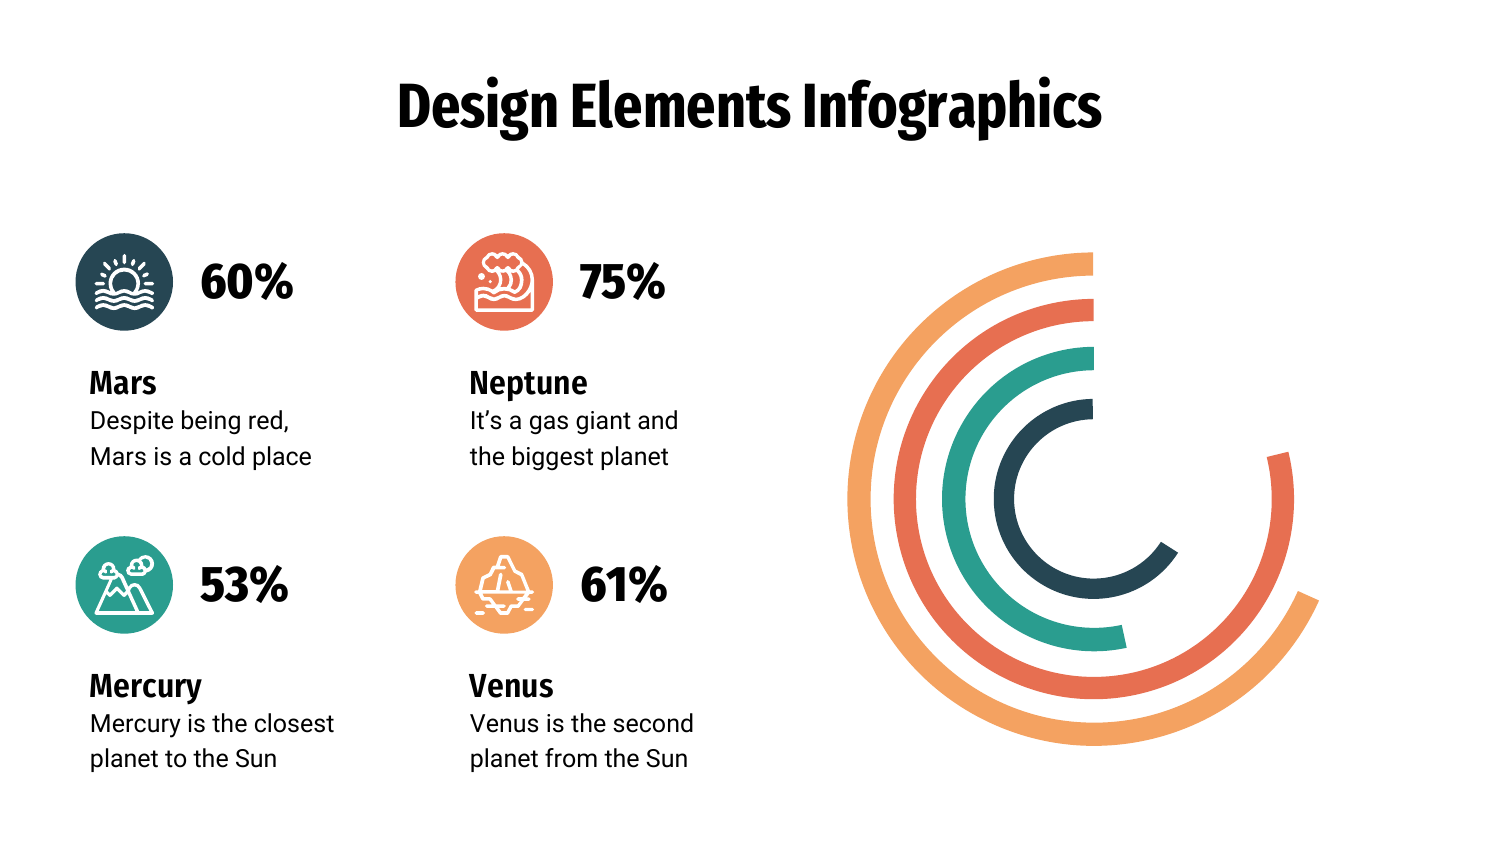 Design Elements Infographics
60%
Mars
Despite being red,
Mars is a cold place
75%
Neptune
It’s a gas giant and
the biggest planet
53%
Mercury
Mercury is the closest
planet to the Sun
61%
Venus
Venus is the second
planet from the Sun